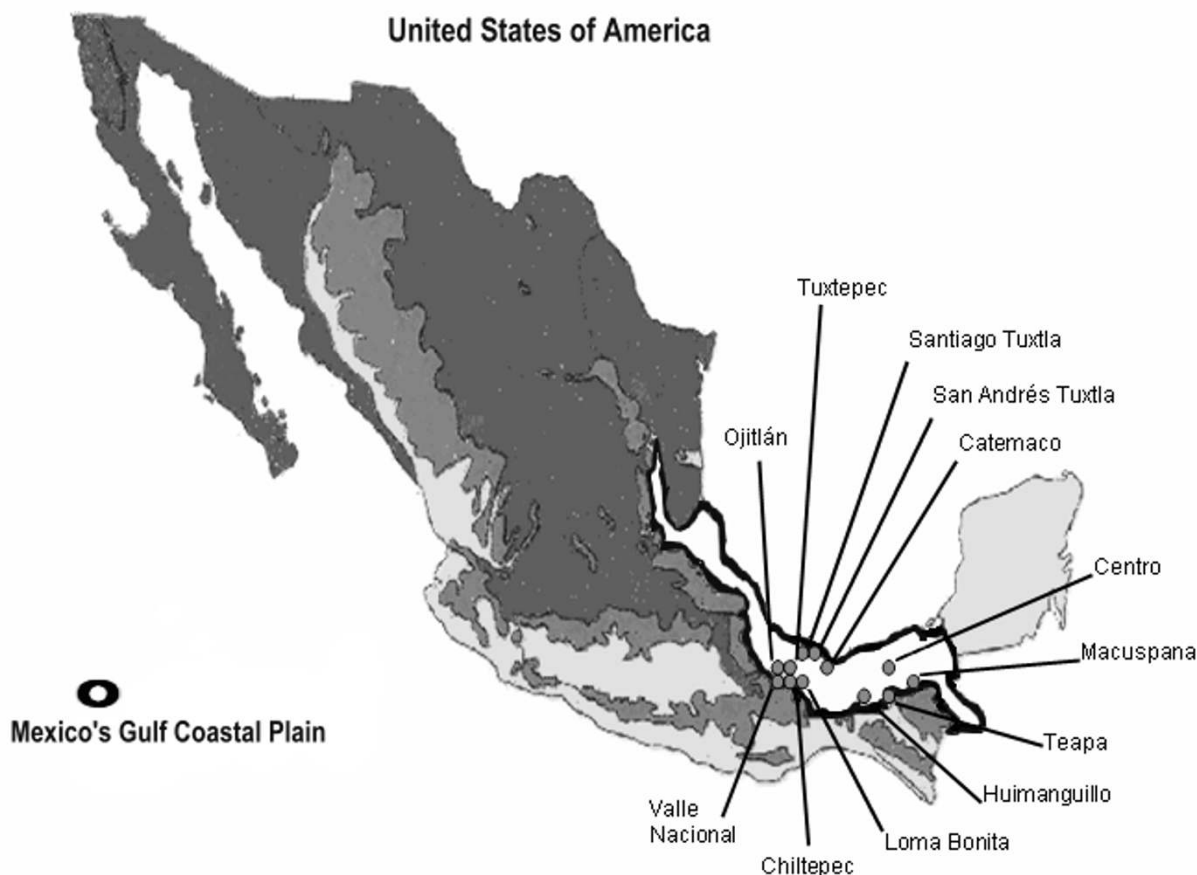 United States of America
Tuxtepec
Santiago Tuxtla
San Andrés Tuxtla
Ojitlán
Catemaco
Centro
Macuspana
Mexico's Gulf Coastal Plain
Teapa
Huimanguillo
Valle
Nacional
Loma Bonita
Chiltepec